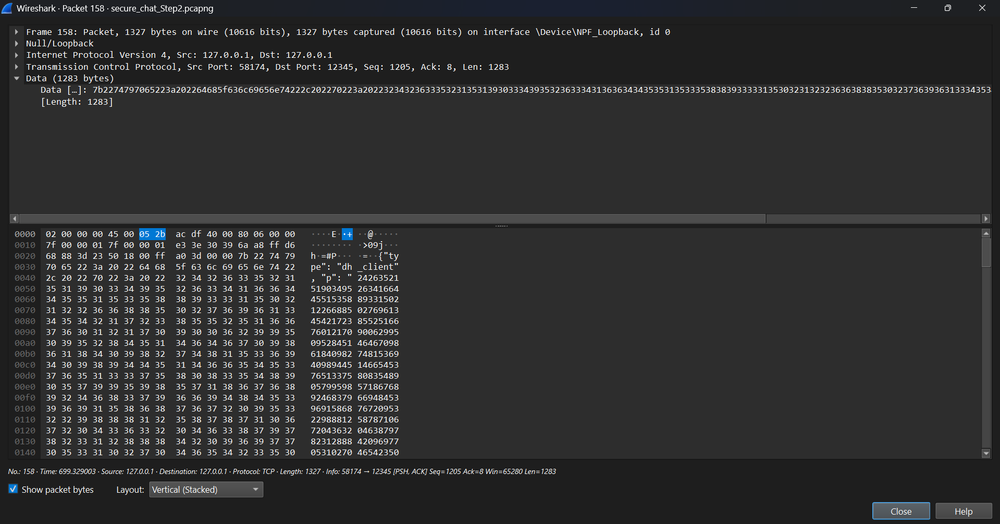 Wireshark · Packet 158 · secure_chat_Step2.pcapng
Frame 158: Packet, 1327 bytes on wire (10616 bits), 1327 bytes captured (10616 bits) on interface \Device\NPF_Loopback, id 0
Null/Loopback
Internet Protocol Version 4, Src: 127.0.0.1, Dst: 127.0.0.1
Transmission Control Protocol, Src Port: 58174, Dst Port: 12345, Seq: 1205, Ack: 8, Len: 1283
Data (1283 bytes)
Data […]: 7b2274797065223a202264685f636c69656e74222c202270223a2022323432363335323135313930333439353236333431363634343535313533353838393333313530323132323636383835303237363936313334353
[Length: 1283]
0000 02 00 00 00 45 00 05 2b ac df 40 00 80 06 00 00 ····E··+ ··@·····
0010 7f 00 00 01 7f 00 00 01 e3 3e 30 39 6a a8 ff d6 ········ ·>09j···
0020 68 88 3d 23 50 18 00 ff a0 3d 00 00 7b 22 74 79 h·=#P··· ·=··{"ty
0030 70 65 22 3a 20 22 64 68 5f 63 6c 69 65 6e 74 22 pe": "dh _client"
0040 2c 20 22 70 22 3a 20 22 32 34 32 36 33 35 32 31 , "p": " 24263521
0050 35 31 39 30 33 34 39 35 32 36 33 34 31 36 36 34 51903495 26341664
0060 34 35 35 31 35 33 35 38 38 39 33 33 31 35 30 32 45515358 89331502
0070 31 32 32 36 36 38 38 35 30 32 37 36 39 36 31 33 12266885 02769613
0080 34 35 34 32 31 37 32 33 38 35 35 32 35 31 36 36 45421723 85525166
0090 37 36 30 31 32 31 37 30 39 30 30 36 32 39 39 35 76012170 90062995
00a0 30 39 35 32 38 34 35 31 34 36 34 36 37 30 39 38 09528451 46467098
00b0 36 31 38 34 30 39 38 32 37 34 38 31 35 33 36 39 61840982 74815369
00c0 34 30 39 38 39 34 34 35 31 34 36 36 35 34 35 33 40989445 14665453
00d0 37 36 35 31 33 33 37 35 38 30 38 33 35 34 38 39 76513375 80835489
00e0 30 35 37 39 39 35 39 38 35 37 31 38 36 37 36 38 05799598 57186768
00f0 39 32 34 36 38 33 37 39 36 36 39 34 38 34 35 33 92468379 66948453
0100 39 36 39 31 35 38 36 38 37 36 37 32 30 39 35 33 96915868 76720953
0110 32 32 39 38 38 38 31 32 35 38 37 38 37 31 30 36 22988812 58787106
0120 37 32 30 34 33 36 33 32 30 34 36 33 38 37 39 37 72043632 04638797
0130 38 32 33 31 32 38 38 38 34 32 30 39 36 39 37 37 82312888 42096977
0140 30 35 33 31 30 32 37 30 34 36 35 34 32 33 35 30 05310270 46542350
No.: 158 · Time: 699.329003 · Source: 127.0.0.1 · Destination: 127.0.0.1 · Protocol: TCP · Length: 1327 · Info: 58174 → 12345 [PSH, ACK] Seq=1205 Ack=8 Win=65280 Len=1283
Show packet bytes Layout: Vertical (Stacked)
Close Help